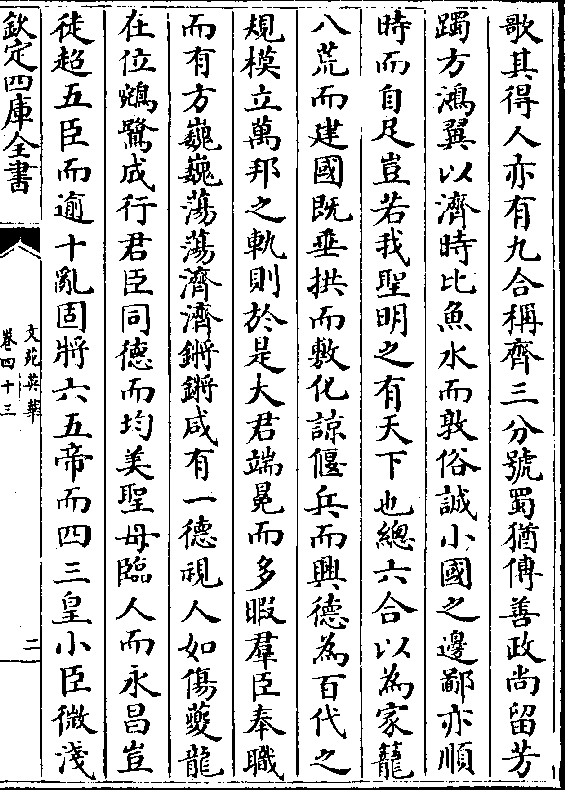 歌其得人亦有九合稱齊三分號蜀猶傳善政尚留芳
躅方鴻翼以濟時比魚水而敦俗誠小國之邊鄙亦順
時而自足豈若我聖明之有天下也總六合以為家籠
八荒而建國既垂拱而敷化諒偃兵而興德為百代之
規模立萬邦之軌則於是大君端冕而多暇羣臣奉職
而有方巍巍蕩蕩濟濟鏘鏘咸有一德視人如傷夔龍
在位鵷鷺成行君臣同德而均美聖母臨人而永昌豈
徒超五臣而逾十亂固將六五帝而四三皇小臣微淺
欽定四庫全書
文苑英華
卷四十三
二